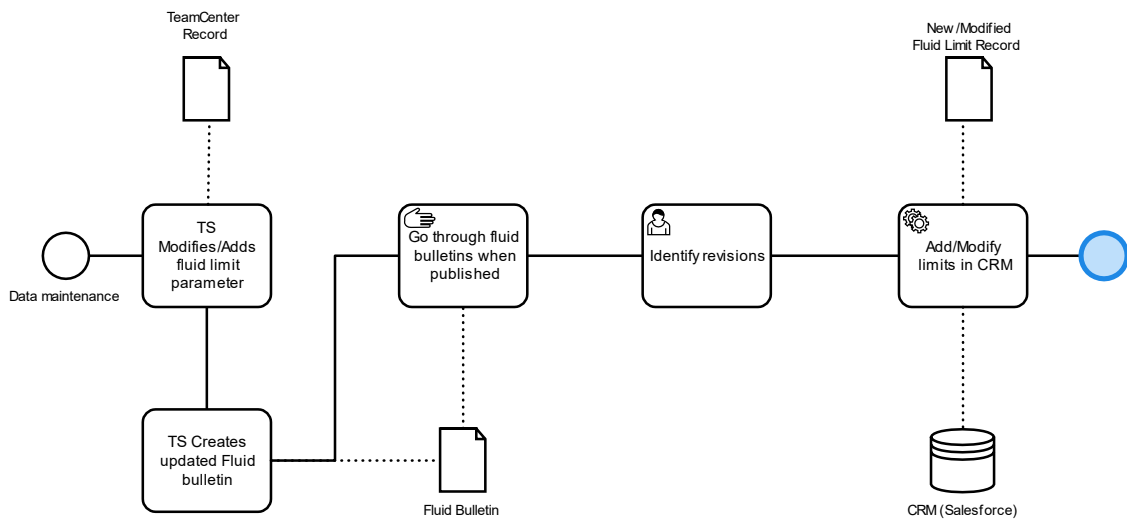 TeamCenter
Record
New /Modified
Fluid Limit Record
TS
Modifies/Adds
fluid limit
parameter
Go through fluid
bulletins when
published
Identify revisions
Add/Modify
limits in CRM
Data maintenance
TS Creates
updated Fluid
bulletin
Fluid Bulletin
CRM (Salesforce)